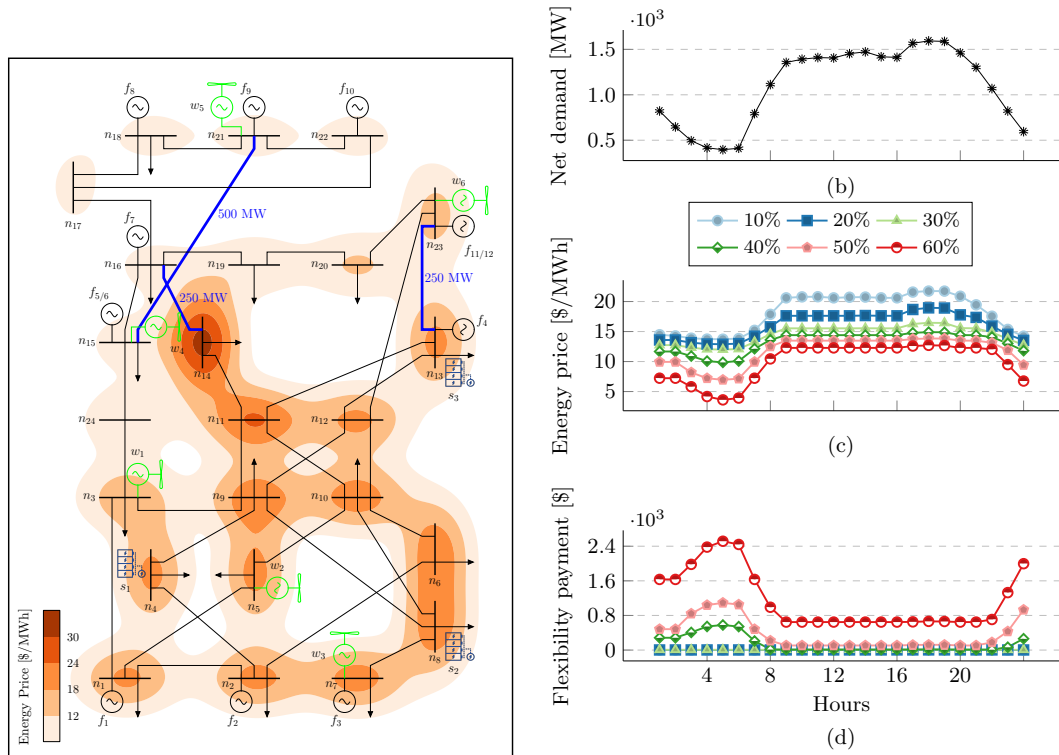 f8
w5
f9
f10
n18
n21
n22
n17
500 MW
w6
n23
f7
f11/12
n16
n19
n20
250 MW
250 MW
f5/6
f4
n15
w4
n14
n13
s3
n24
n11
n12
w1
n3
n9
n10
s1
w2
n6
n4
n5
n8
s2
w3
n1
n2
n7
f1
f2
f3
Energy Price [$/MWh]
30
24
18
12
·10³
Net demand [MW]
1.5
1.0
0.5
(b)
10%
20%
30%
40%
50%
60%
Energy price [$/MWh]
20
15
10
5
(c)
·10³
Flexibility payment [$]
2.4
1.6
0.8
0
4
8
12
16
20
Hours
(d)